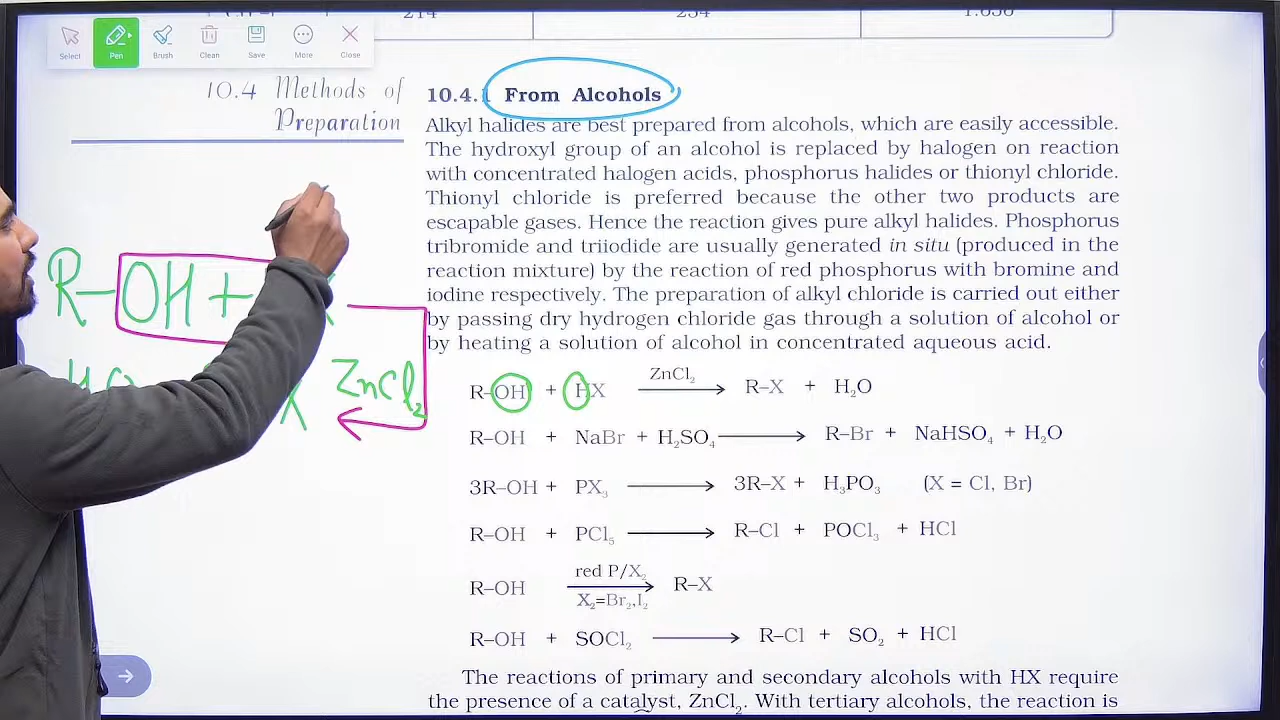 214 254 1.636
Select Pen Brush Clean Save More Close
10.4 Methods of
Preparation
10.4.1 From Alcohols
Alkyl halides are best prepared from alcohols, which are easily accessible.
The hydroxyl group of an alcohol is replaced by halogen on reaction
with concentrated halogen acids, phosphorus halides or thionyl chloride.
Thionyl chloride is preferred because the other two products are
escapable gases. Hence the reaction gives pure alkyl halides. Phosphorus
tribromide and triiodide are usually generated in situ (produced in the
reaction mixture) by the reaction of red phosphorus with bromine and
iodine respectively. The preparation of alkyl chloride is carried out either
by passing dry hydrogen chloride gas through a solution of alcohol or
by heating a solution of alcohol in concentrated aqueous acid.
R-OH +
ZnCl₂
R-OH + HX ZnCl₂ → R-X + H₂O
R-OH + NaBr + H₂SO₄ → R-Br + NaHSO₄ + H₂O
3R-OH + PX₃ → 3R-X + H₃PO₃ (X = Cl, Br)
R-OH + PCl₅ → R-Cl + POCl₃ + HCl
R-OH red P/X₂ → R-X
X₂=Br₂,I₂
R-OH + SOCl₂ → R-Cl + SO₂ + HCl
The reactions of primary and secondary alcohols with HX require
the presence of a catalyst, ZnCl₂. With tertiary alcohols, the reaction is